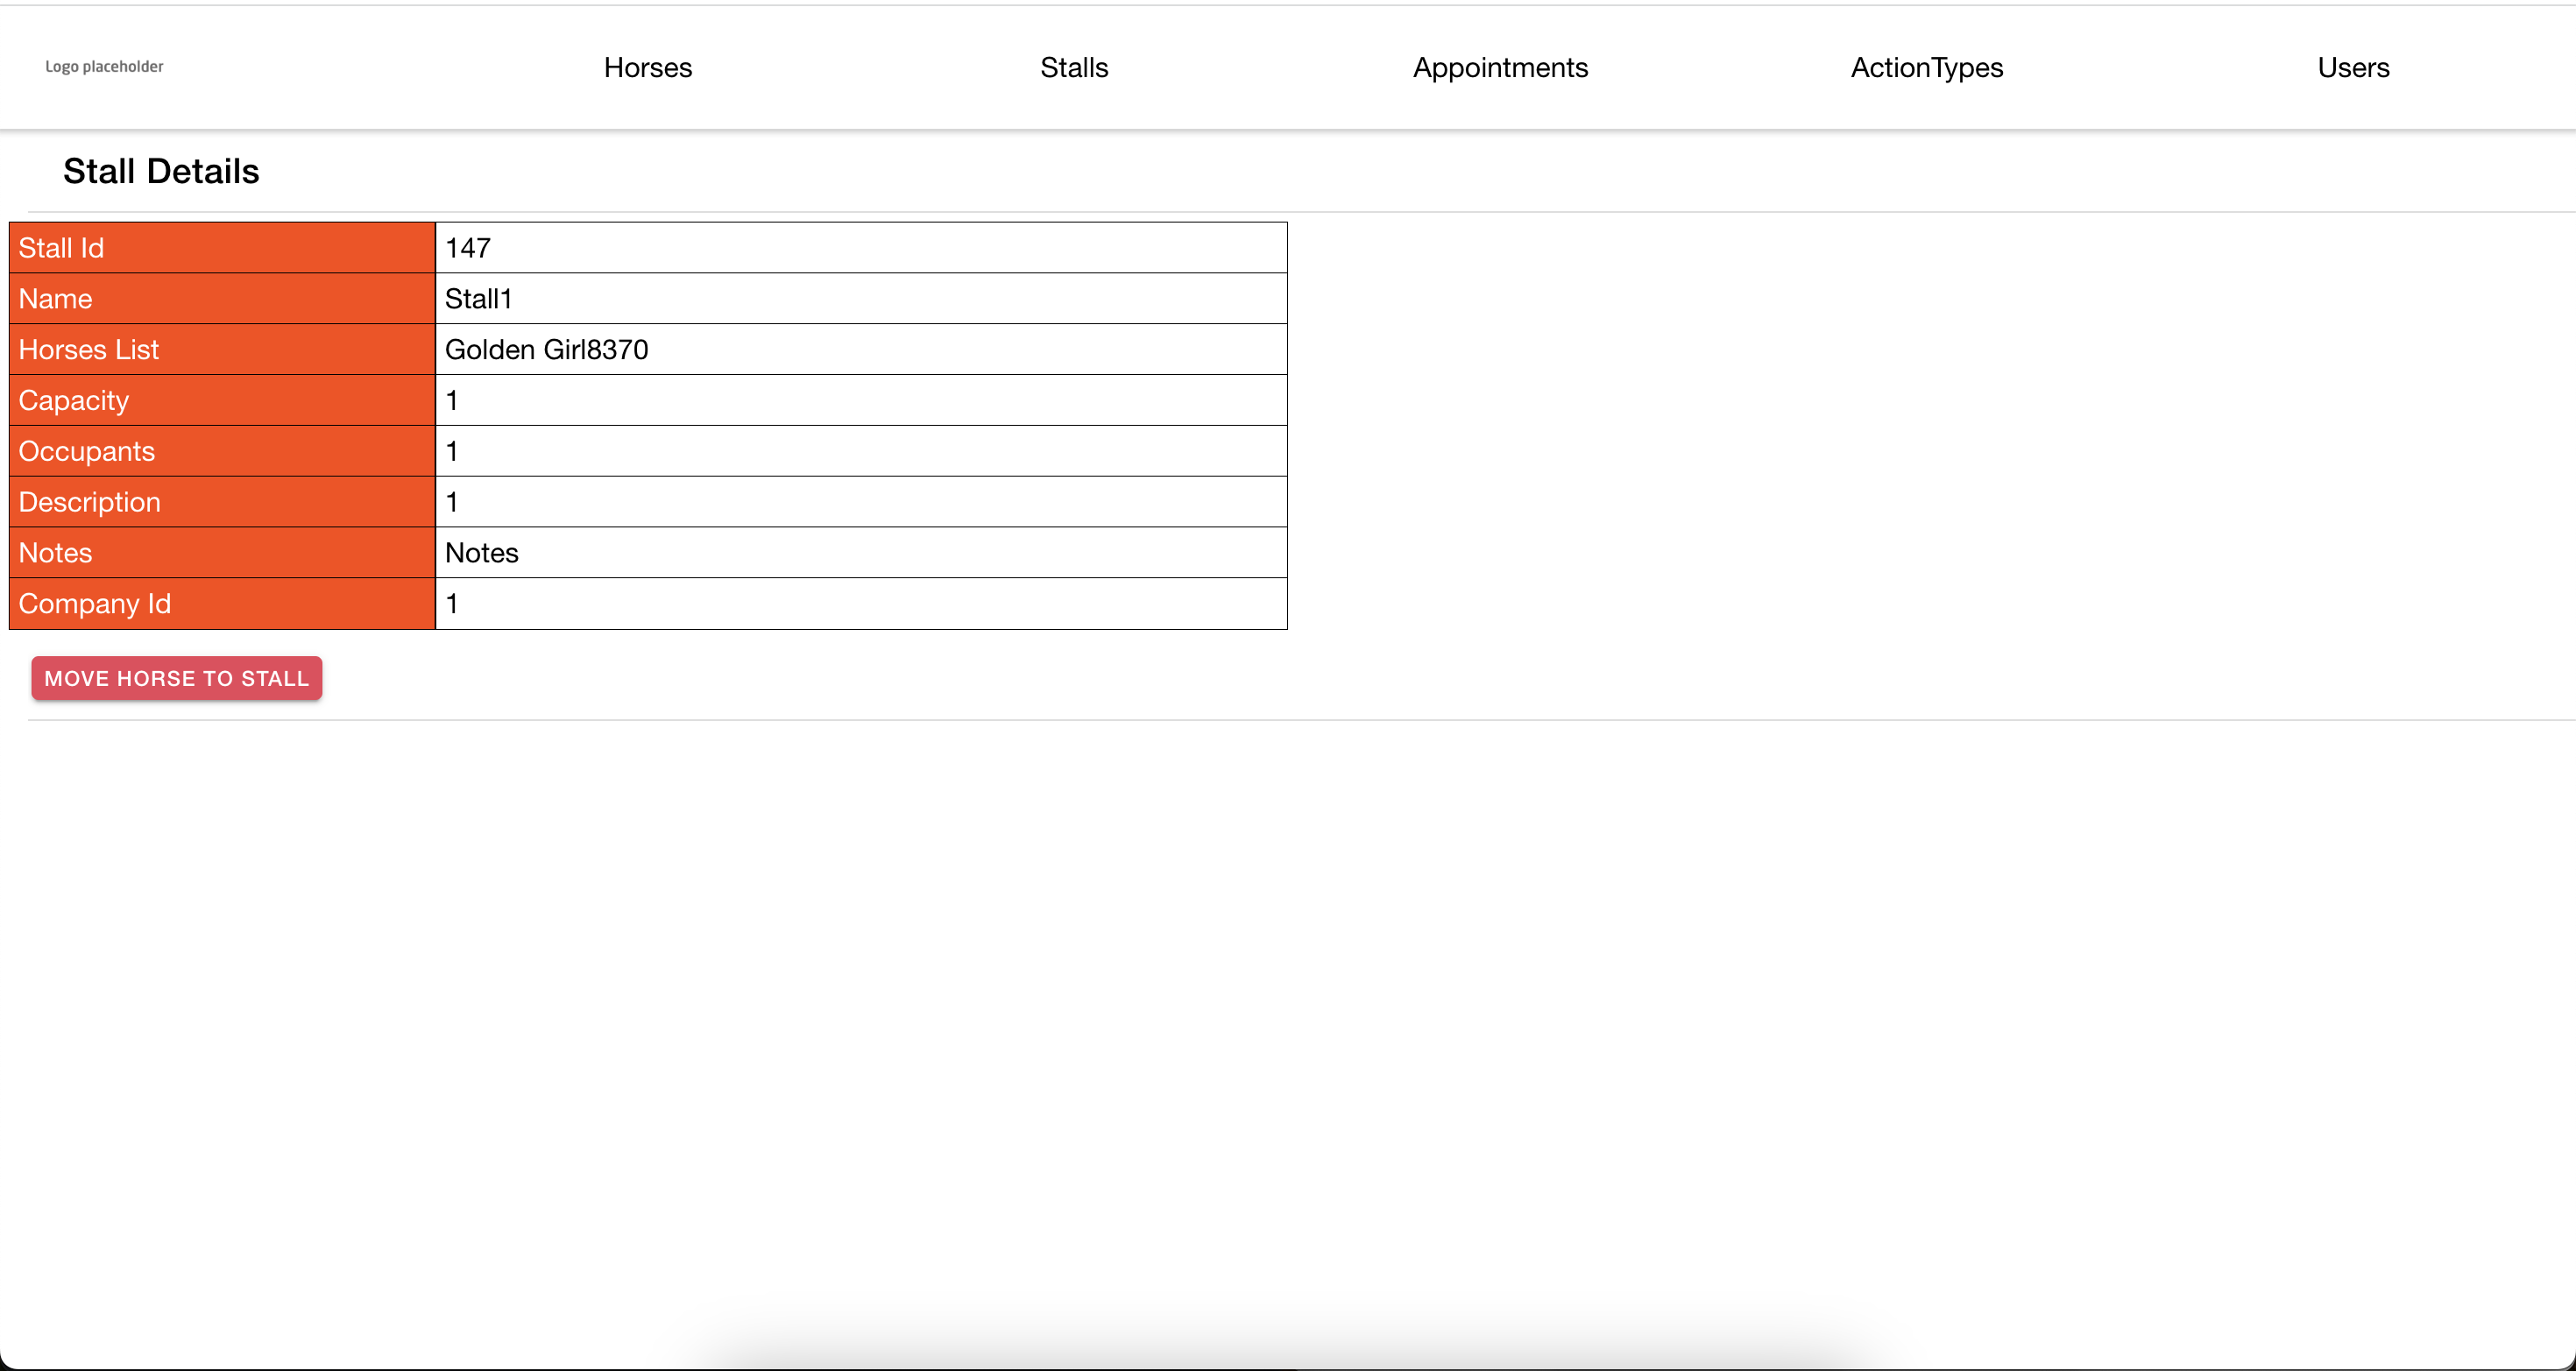 Logo placeholder Horses Stalls Appointments ActionTypes Users
Stall Details
Stall Id 147
Name Stall1
Horses List Golden Girl8370
Capacity 1
Occupants 1
Description 1
Notes Notes
Company Id 1
MOVE HORSE TO STALL